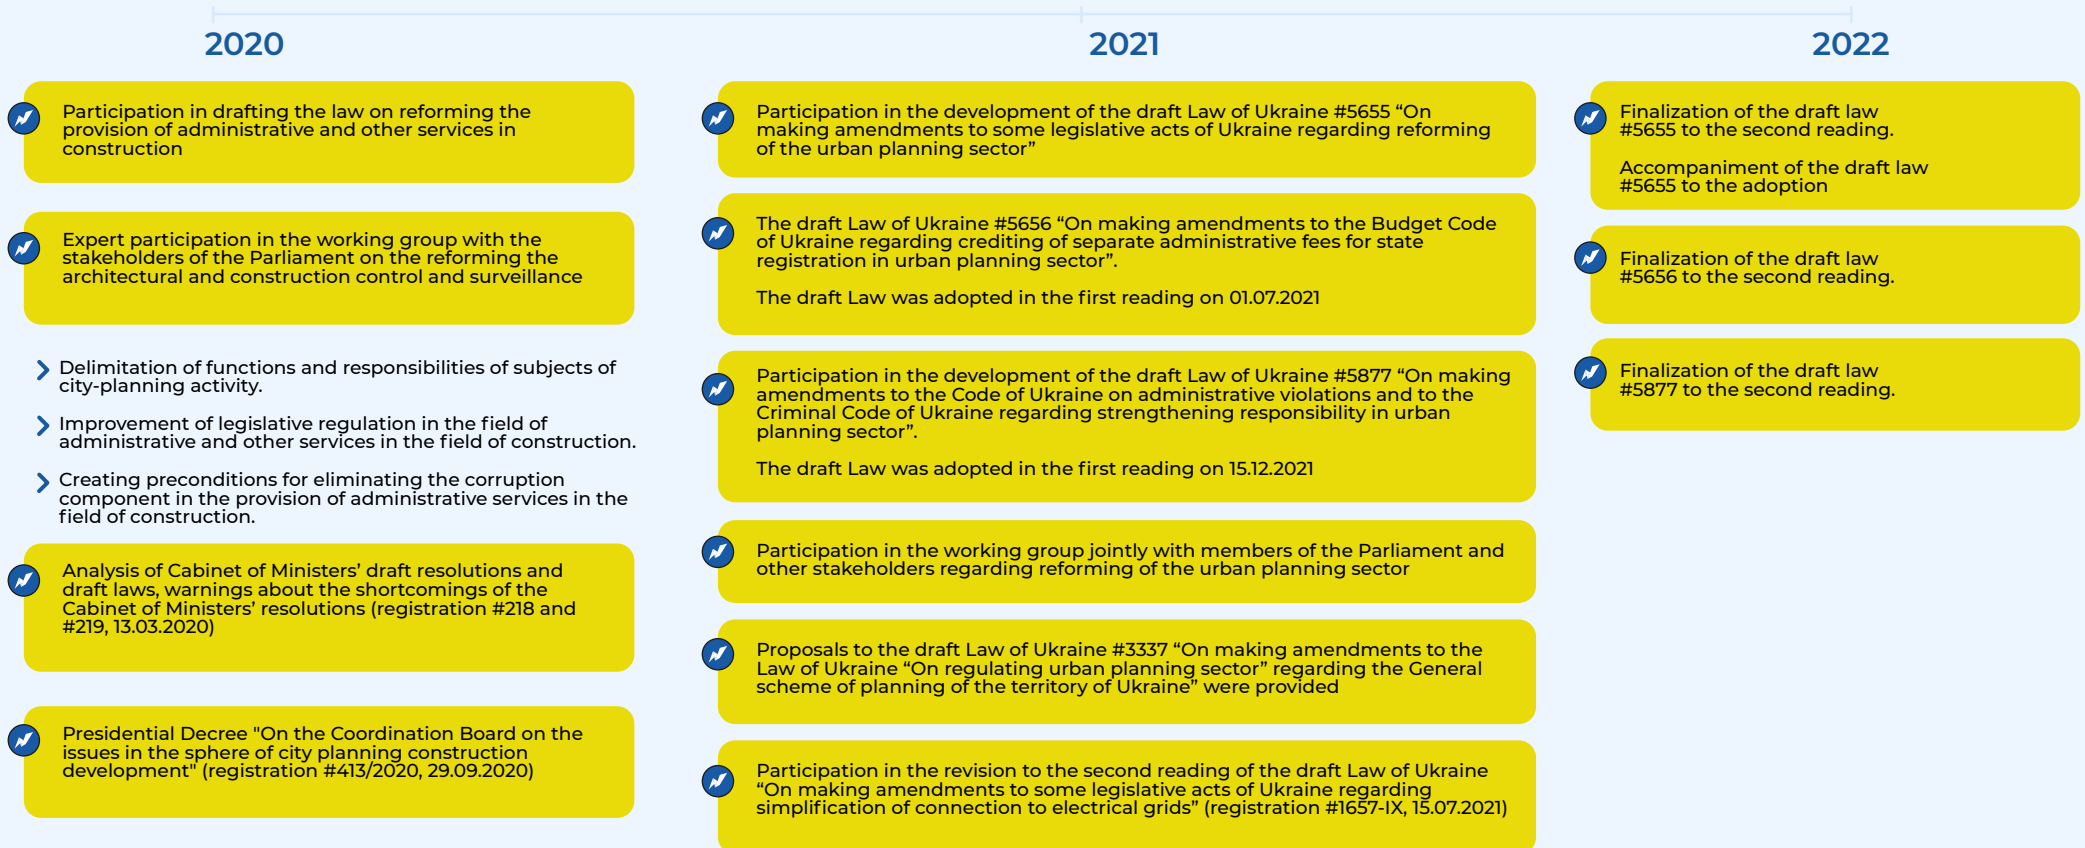 2020
Participation in drafting the law on reforming the
provision of administrative and other services in
construction
Expert participation in the working group with the
stakeholders of the Parliament on the reforming the
architectural and construction control and surveillance
Delimitation of functions and responsibilities of subjects of
city-planning activity.
Improvement of legislative regulation in the field of
administrative and other services in the field of construction.
Creating preconditions for eliminating the corruption
component in the provision of administrative services in the
field of construction.
Analysis of Cabinet of Ministers’ draft resolutions and
draft laws, warnings about the shortcomings of the
Cabinet of Ministers’ resolutions (registration #218 and
#219, 13.03.2020)
Presidential Decree "On the Coordination Board on the
issues in the sphere of city planning construction
development" (registration #413/2020, 29.09.2020)
2021
Participation in the development of the draft Law of Ukraine #5655 “On
making amendments to some legislative acts of Ukraine regarding reforming
of the urban planning sector”
The draft Law of Ukraine #5656 “On making amendments to the Budget Code
of Ukraine regarding crediting of separate administrative fees for state
registration in urban planning sector”.
The draft Law was adopted in the first reading on 01.07.2021
Participation in the development of the draft Law of Ukraine #5877 “On making
amendments to the Code of Ukraine on administrative violations and to the
Criminal Code of Ukraine regarding strengthening responsibility in urban
planning sector”.
The draft Law was adopted in the first reading on 15.12.2021
Participation in the working group jointly with members of the Parliament and
other stakeholders regarding reforming of the urban planning sector
Proposals to the draft Law of Ukraine #3337 “On making amendments to the
Law of Ukraine “On regulating urban planning sector” regarding the General
scheme of planning of the territory of Ukraine” were provided
Participation in the revision to the second reading of the draft Law of Ukraine
“On making amendments to some legislative acts of Ukraine regarding
simplification of connection to electrical grids” (registration #1657-IX, 15.07.2021)
2022
Finalization of the draft law
#5655 to the second reading.
Accompaniment of the draft law
#5655 to the adoption
Finalization of the draft law
#5656 to the second reading.
Finalization of the draft law
#5877 to the second reading.